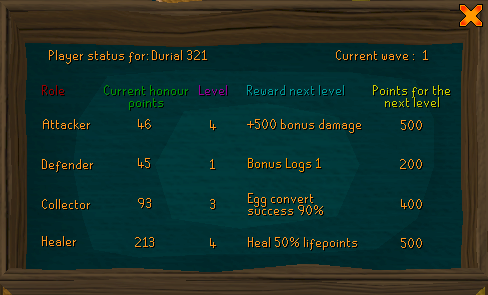 Player status for: Durial 321 Current wave : 1
Role Current honour points Level Reward next level Points for the next level
Attacker 46 4 +500 bonus damage 500
Defender 45 1 Bonus Logs 1 200
Collector 93 3 Egg convert success 90% 400
Healer 213 4 Heal 50% lifepoints 500